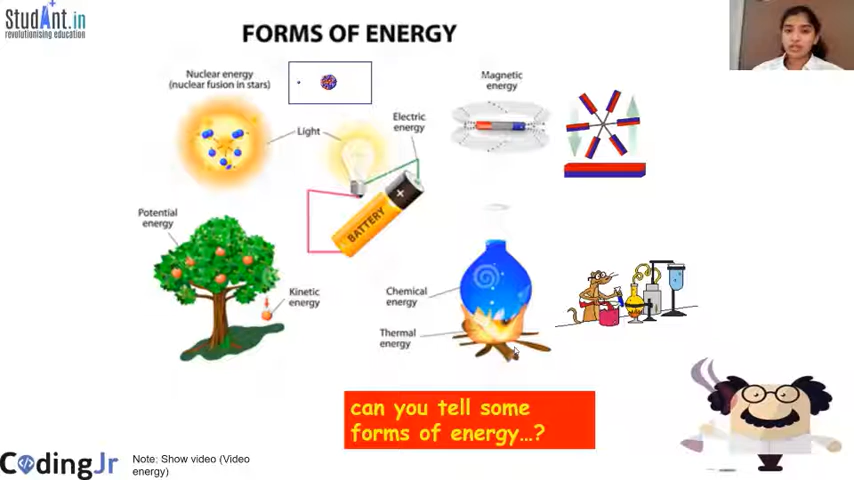 StudAnt.in
revolutionising education
FORMS OF ENERGY
Nuclear energy
(nuclear fusion in stars)
Light
Electric
energy
BATTERY
+
Magnetic
energy
Potential
energy
Kinetic
energy
Chemical
energy
Thermal
energy
can you tell some
forms of energy...?
CodingJr
Note: Show video (Video
energy)